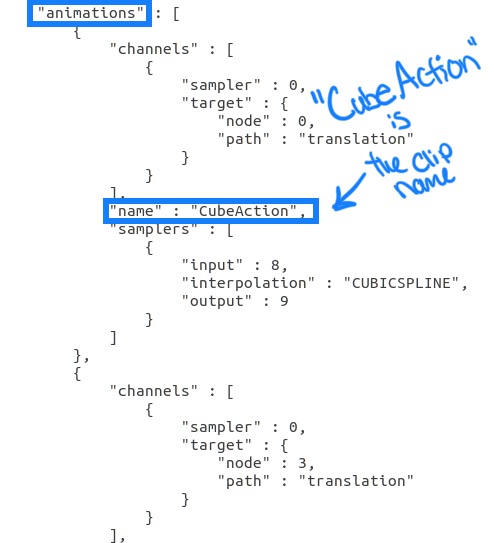 "animations" : [
{
"channels" : [
{
"sampler" : 0,
"target" : {
"node" : 0,
"path" : "translation"
}
}
],
"name" : "CubeAction",
"samplers" : [
{
"input" : 8,
"interpolation" : "CUBICSPLINE",
"output" : 9
}
]
},
{
"channels" : [
{
"sampler" : 0,
"target" : {
"node" : 3,
"path" : "translation"
}
}
],
"CubeAction"
is
the clip
name